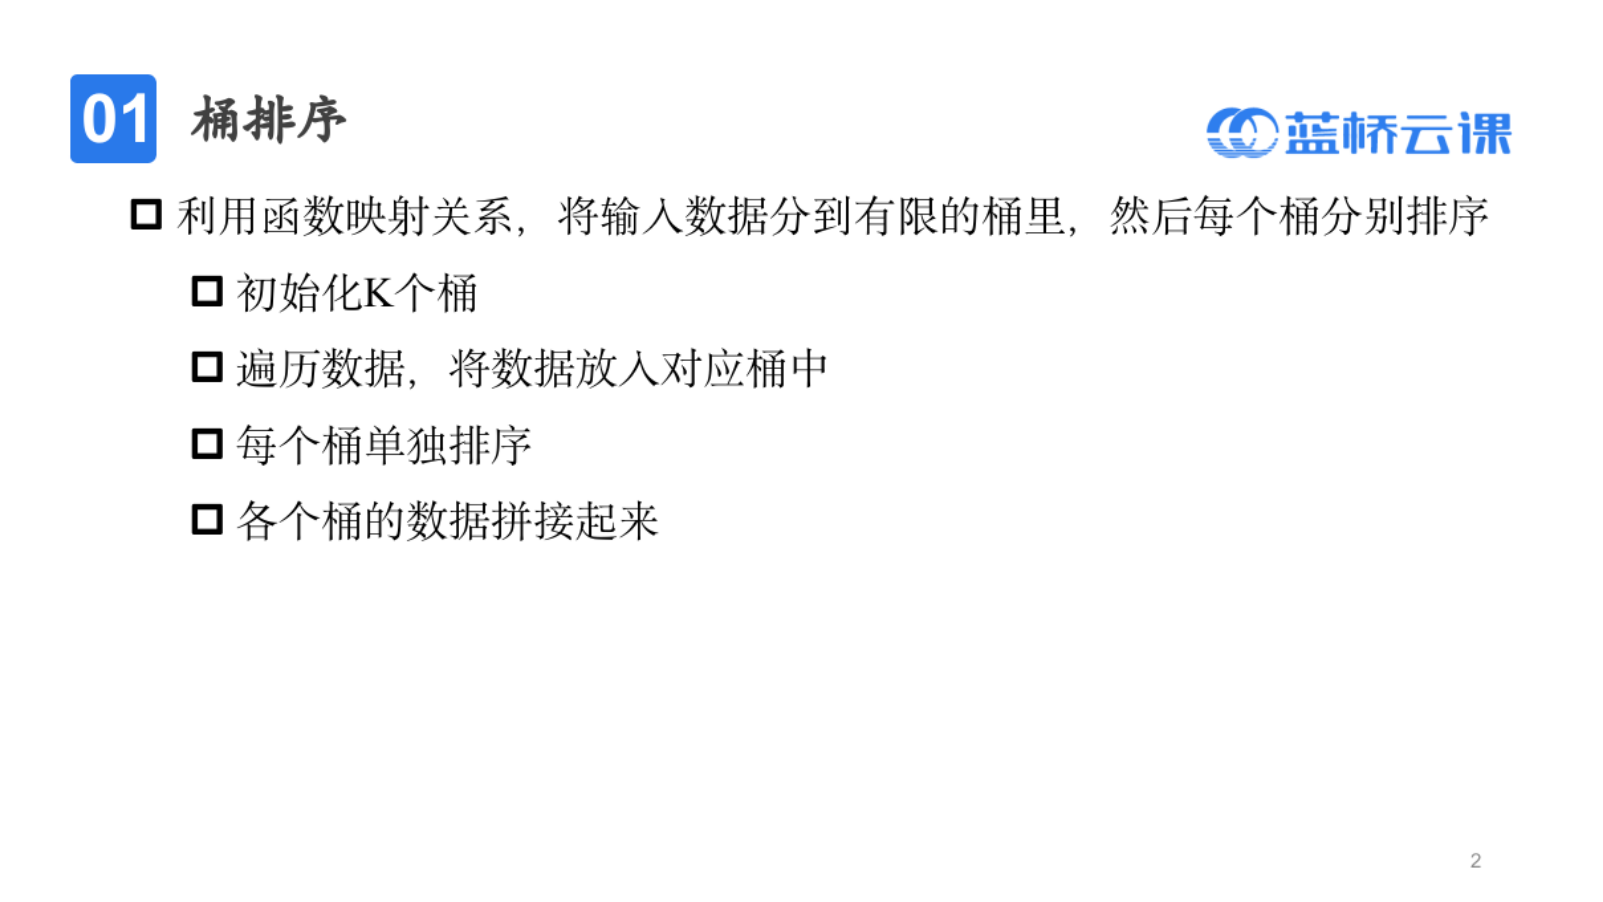 01 桶排序
蓝桥云课
利用函数映射关系，将输入数据分到有限的桶里，然后每个桶分别排序
初始化K个桶
遍历数据，将数据放入对应桶中
每个桶单独排序
各个桶的数据拼接起来
2